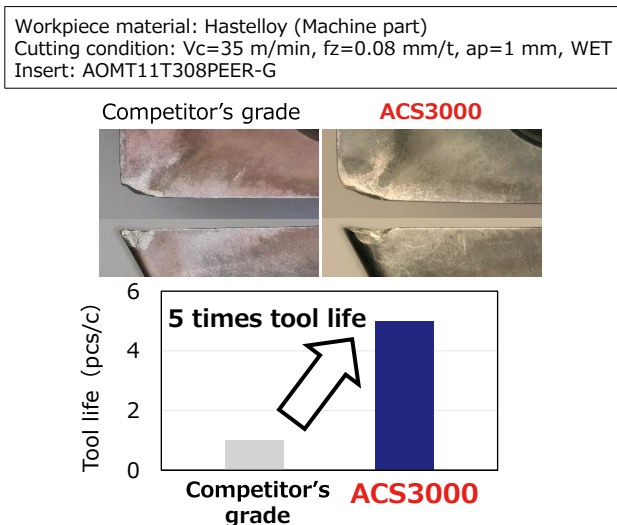 Workpiece material: Hastelloy (Machine part)
Cutting condition: Vc=35 m/min, fz=0.08 mm/t, ap=1 mm, WET
Insert: AOMT11T308PEER-G
Competitor's grade
ACS3000
Tool life (pcs/c)
6
4
2
0
5 times tool life
Competitor's
grade
ACS3000